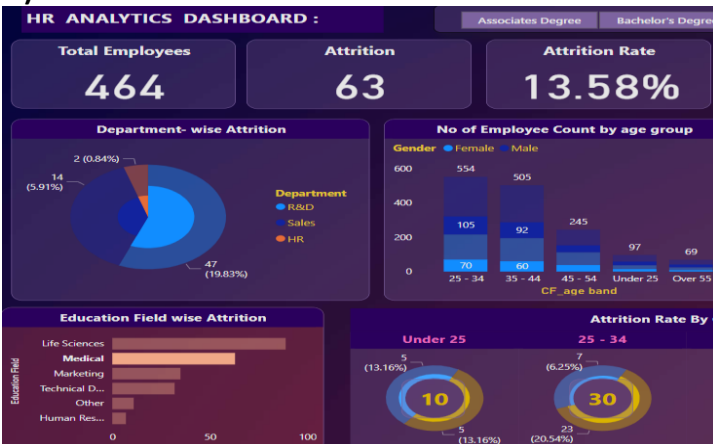 HR ANALYTICS DASHBOARD :
Associates Degree
Bachelor's Degree
Total Employees
464
Attrition
63
Attrition Rate
13.58%
Department- wise Attrition
2 (0.84%)
14
(5.91%)
47
(19.83%)
Department
R&D
Sales
HR
No of Employee Count by age group
Gender Female Male
600
400
200
0
554
505
245
97
69
105
92
70
60
25 - 34
35 - 44
45 - 54
Under 25
Over 55
CF_age band
Education Field wise Attrition
Education Field
Life Sciences
Medical
Marketing
Technical D...
Other
Human Res...
0
50
100
Attrition Rate By
Under 25
25 - 34
5
(13.16%)
10
5
(13.16%)
7
(6.25%)
30
23
(20.54%)